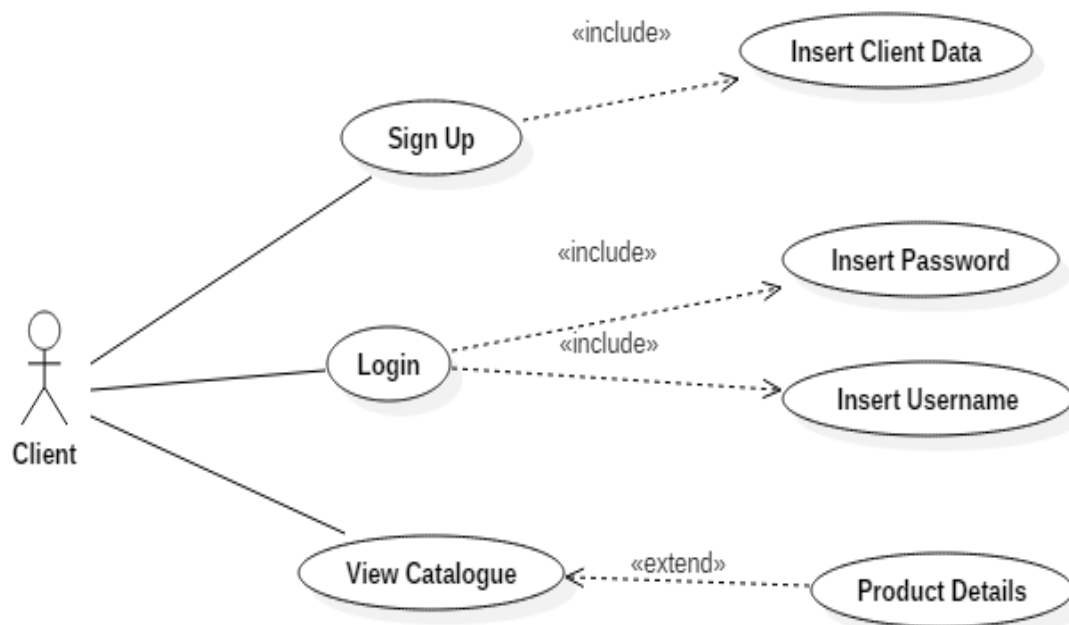 «include»
Insert Client Data
Sign Up
«include»
Insert Password
Login
«include»
Insert Username
Client
View Catalogue
«extend»
Product Details